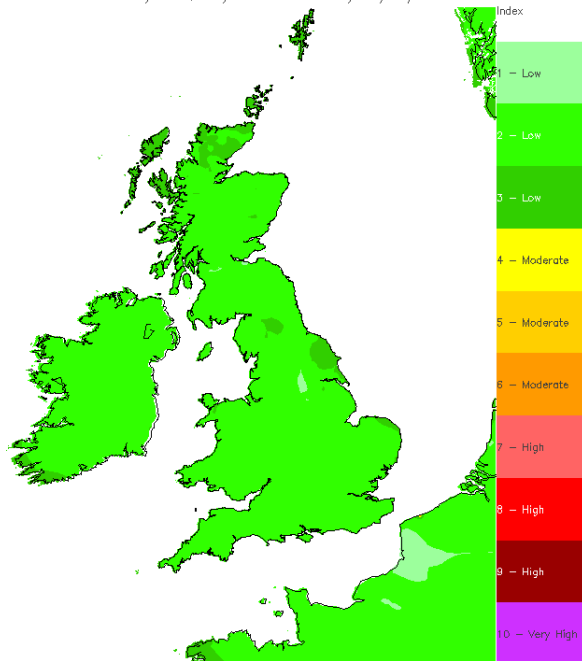 Index
1 - Low
2 - Low
3 - Low
4 - Moderate
5 - Moderate
6 - Moderate
7 - High
8 - High
9 - High
10 - Very High